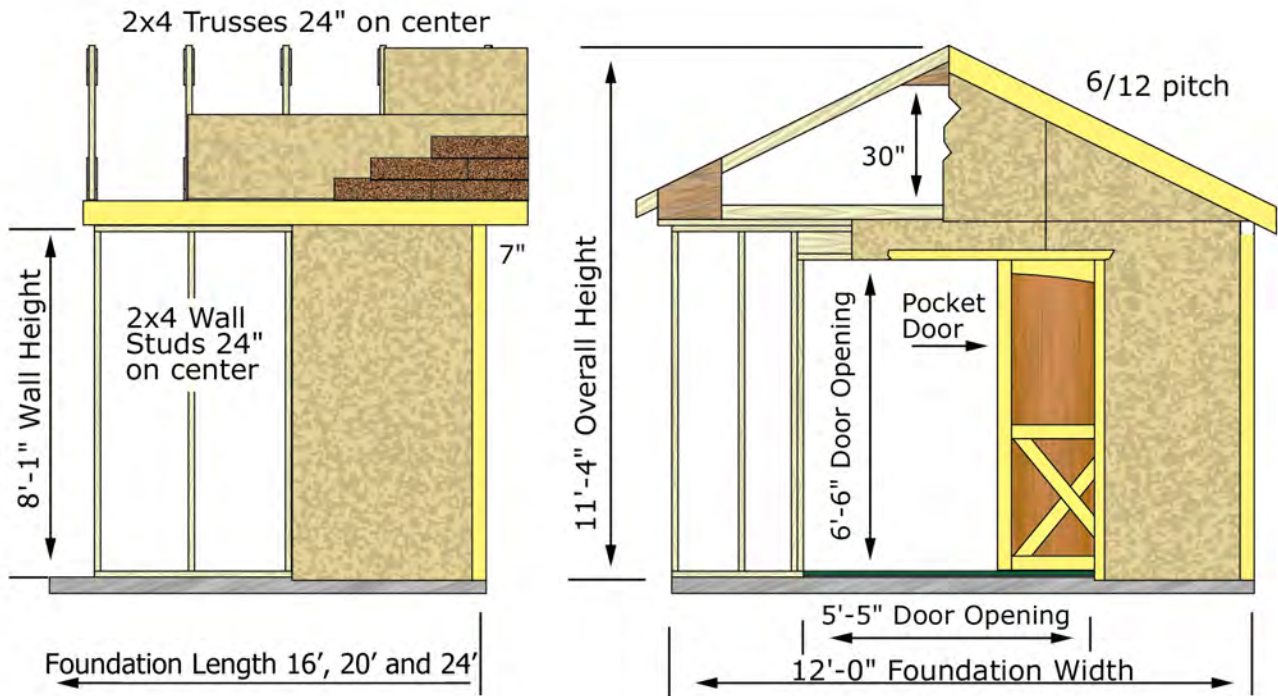 2x4 Trusses 24" on center
7"
8'-1" Wall Height
2x4 Wall
Studs 24"
on center
Foundation Length 16′, 20′ and 24′
6/12 pitch
30"
11'-4" Overall Height
Pocket
Door
6'-6" Door Opening
5'-5" Door Opening
12'-0" Foundation Width